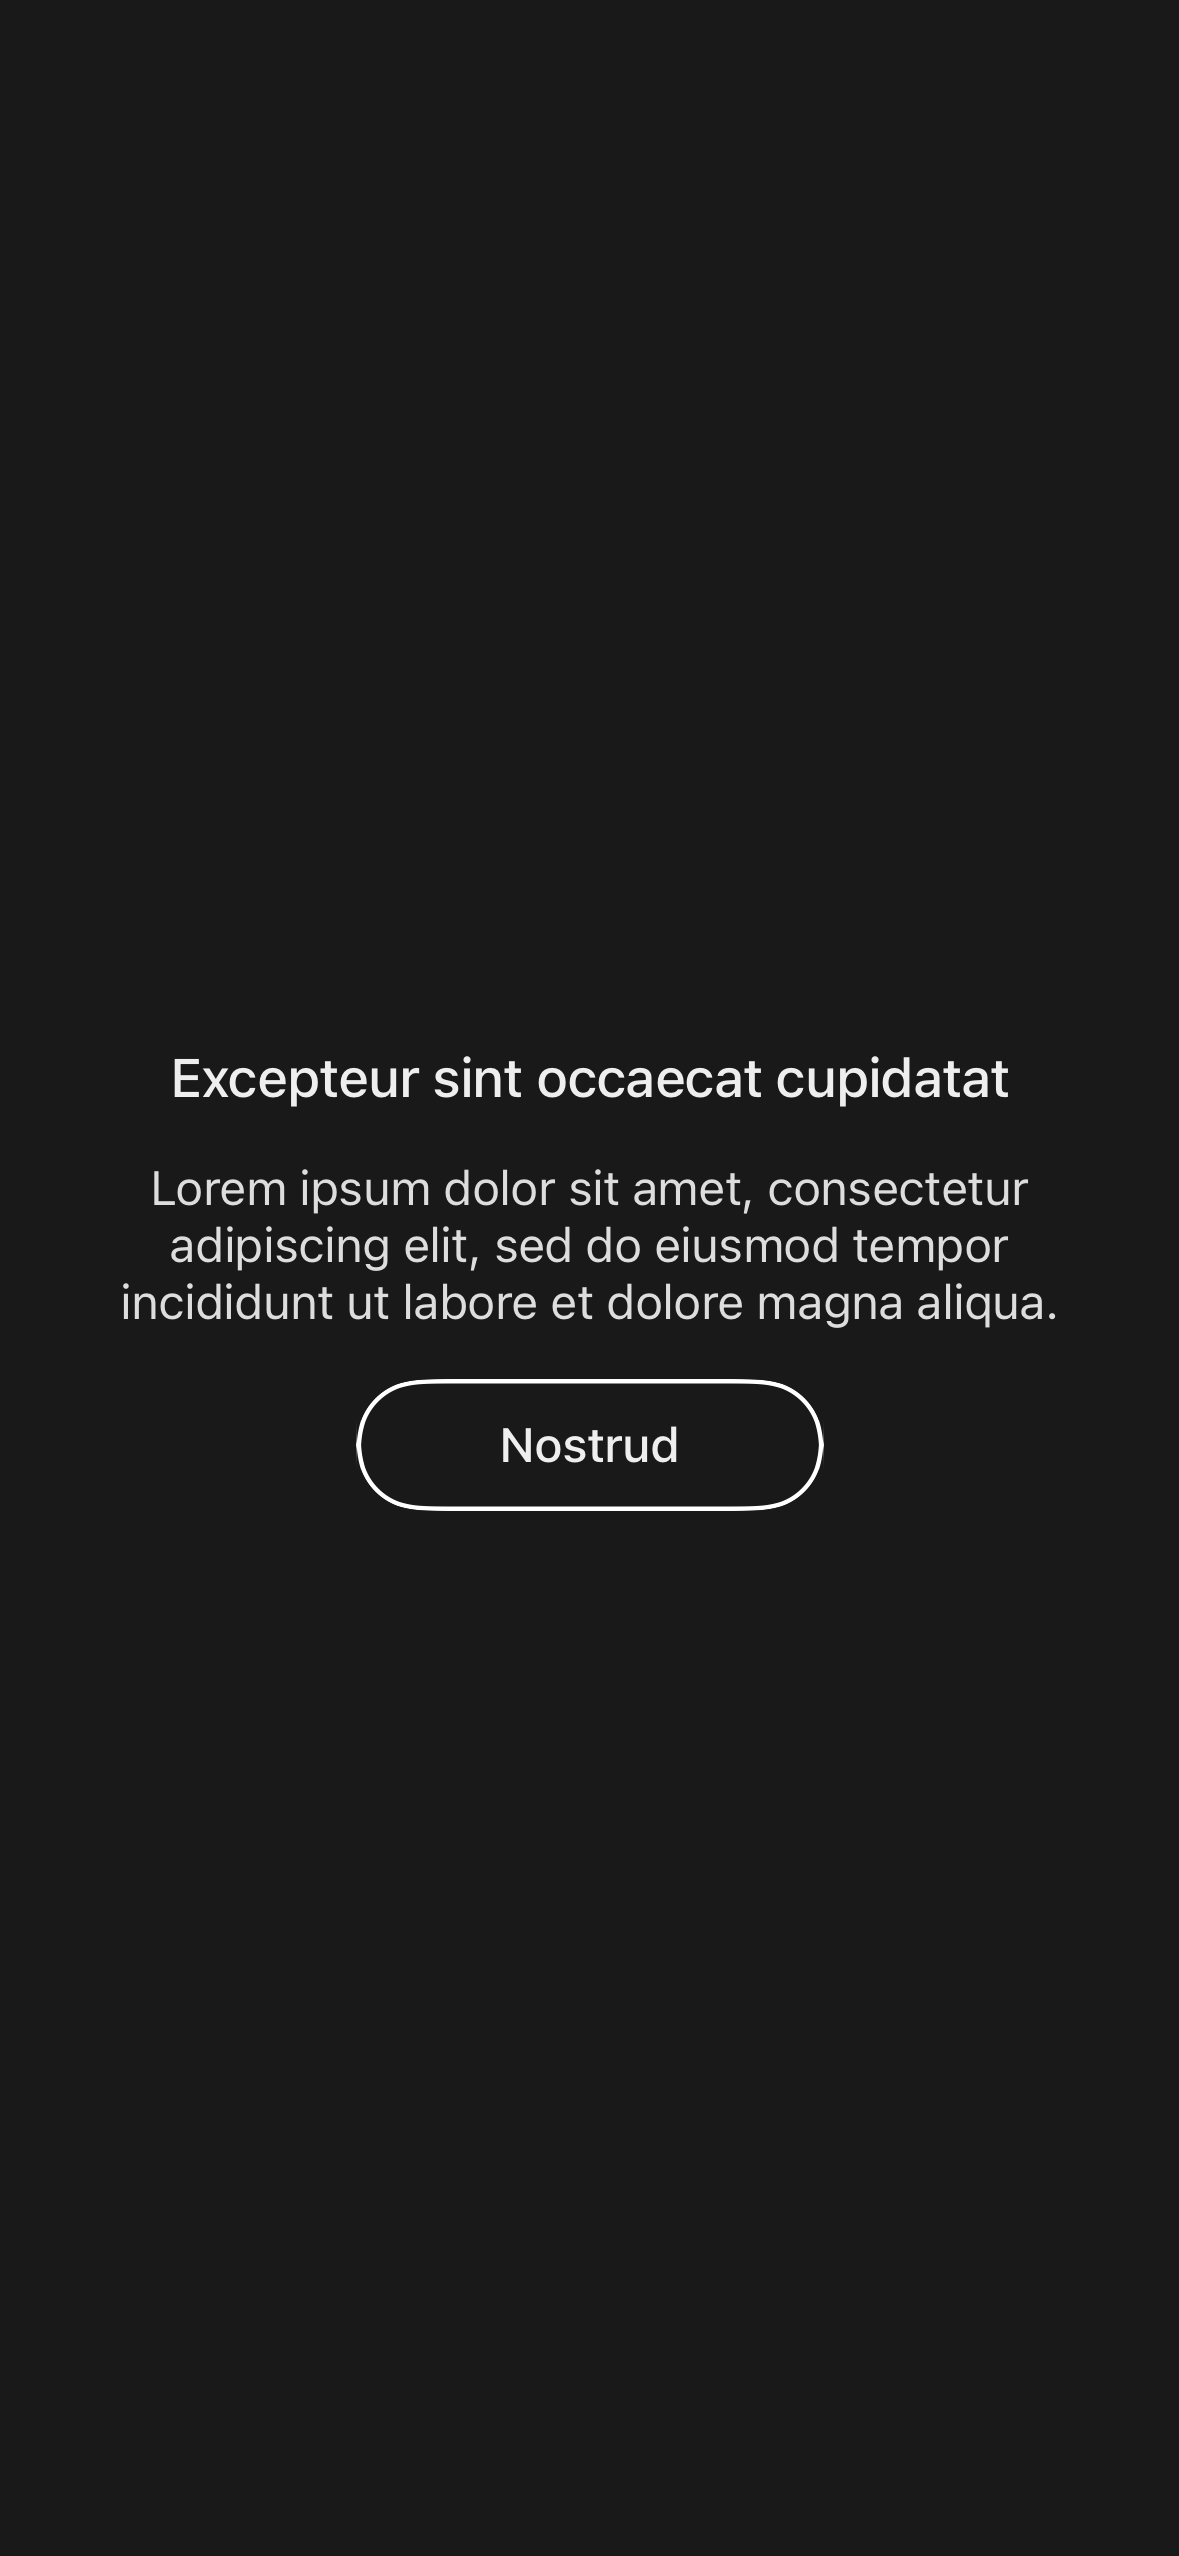 Excepteur sint occaecat cupidatat
Lorem ipsum dolor sit amet, consectetur
adipiscing elit, sed do eiusmod tempor
incididunt ut labore et dolore magna aliqua.
Nostrud